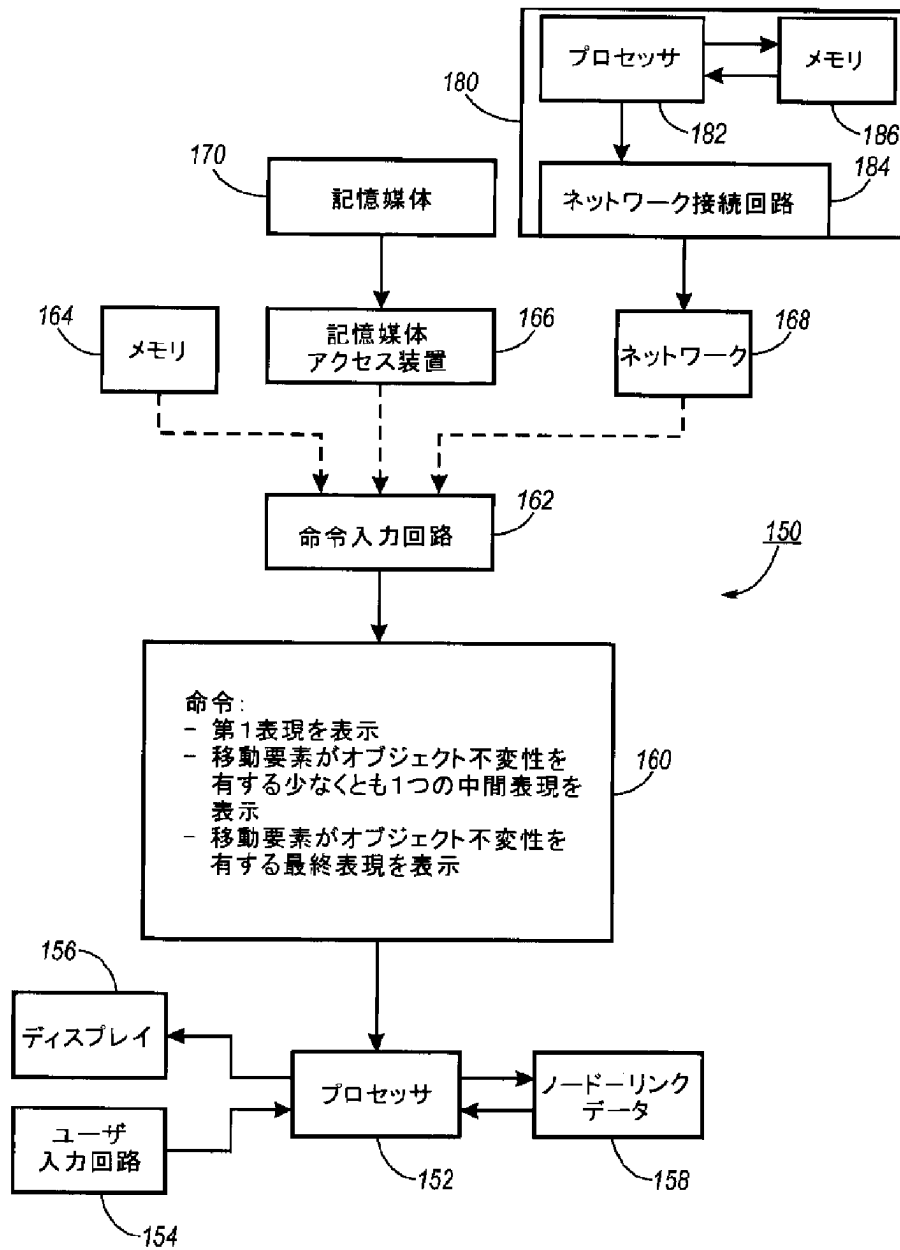 プロセッサ
メモリ
180
182
186
170
184
記憶媒体
ネットワーク接続回路
164
166
168
メモリ
記憶媒体
アクセス装置
ネットワーク
162
命令入力回路
150
命令:
- 第1表現を表示
- 移動要素がオブジェクト不変性を
有する少なくとも1つの中間表現を
表示
- 移動要素がオブジェクト不変性を
有する最終表現を表示
160
156
ディスプレイ
プロセッサ
ノードーリンク
データ
ユーザ
入力回路
152
158
154